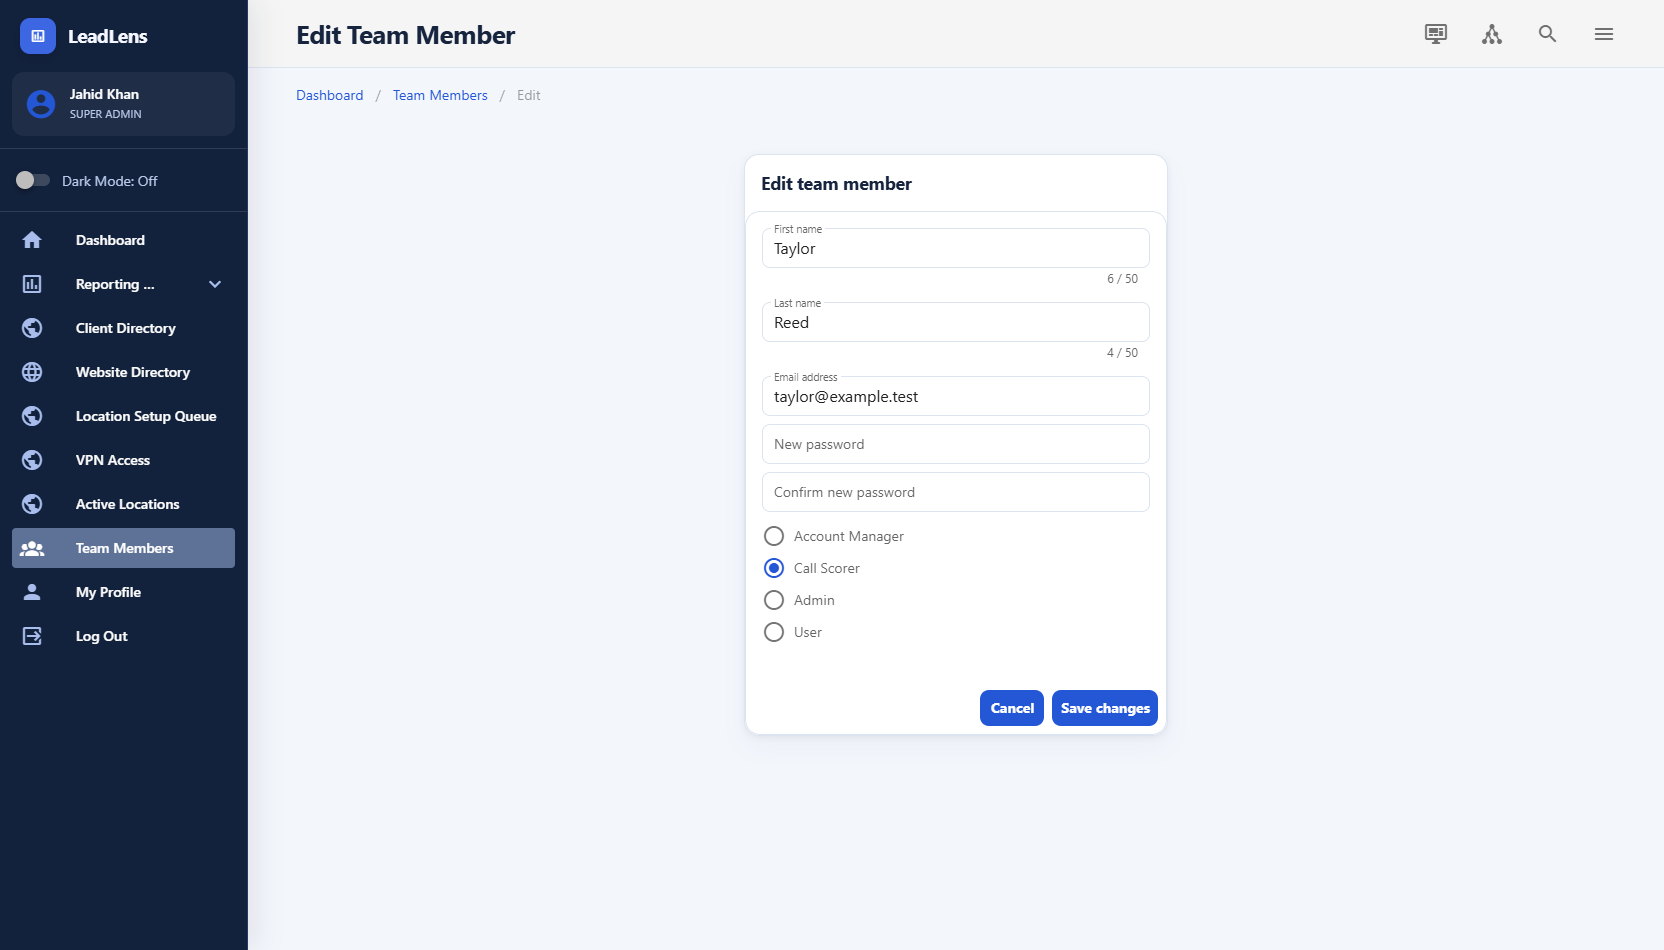 LeadLens
Edit Team Member
Jahid Khan
SUPER ADMIN
Dark Mode: Off
Dashboard
Reporting ...
Client Directory
Website Directory
Location Setup Queue
VPN Access
Active Locations
Team Members
My Profile
Log Out
Dashboard / Team Members / Edit
Edit team member
First name
Taylor
6 / 50
Last name
Reed
4 / 50
Email address
taylor@example.test
New password
Confirm new password
Account Manager
Call Scorer
Admin
User
Cancel Save changes